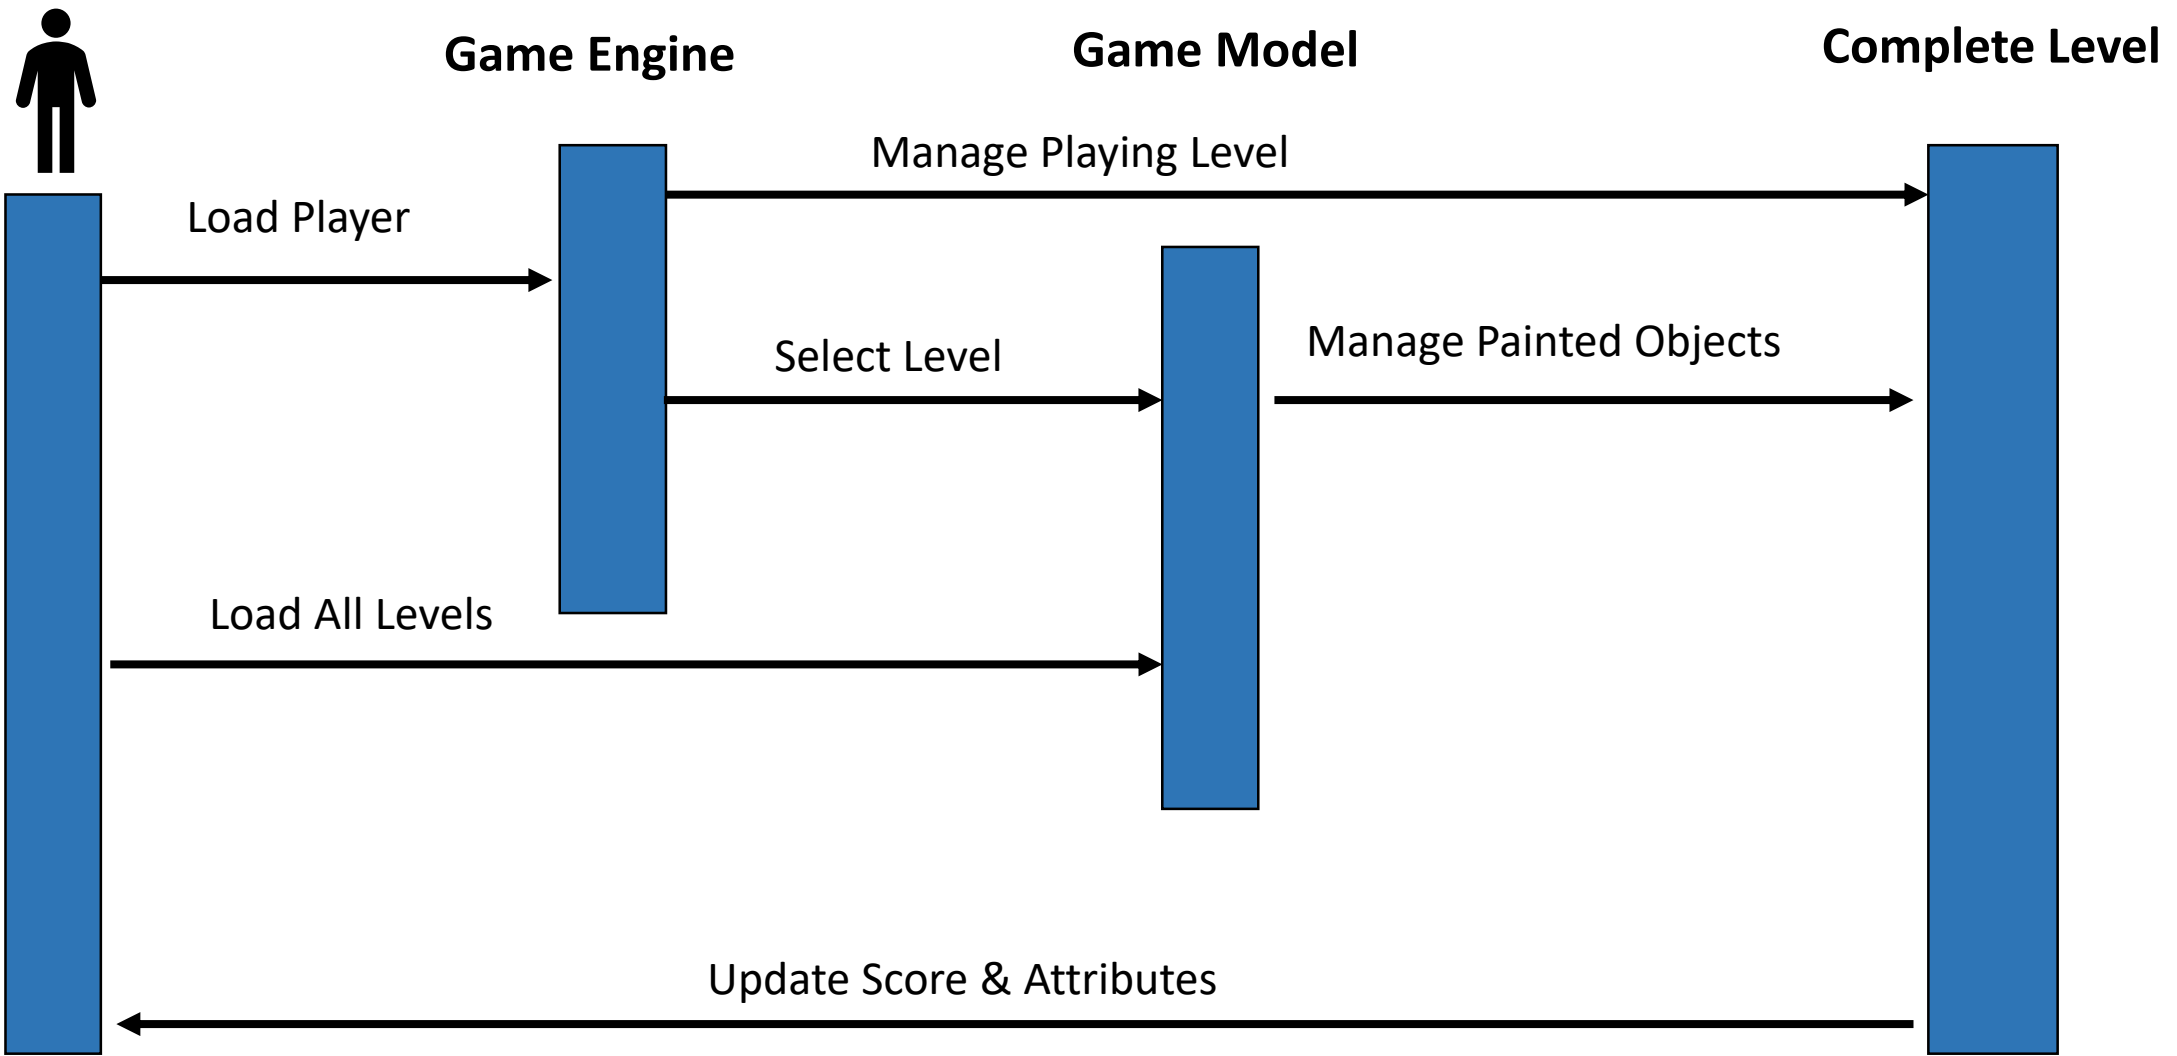 Game Engine
Game Model
Complete Level
Manage Playing Level
Load Player
Select Level
Manage Painted Objects
Load All Levels
Update Score & Attributes